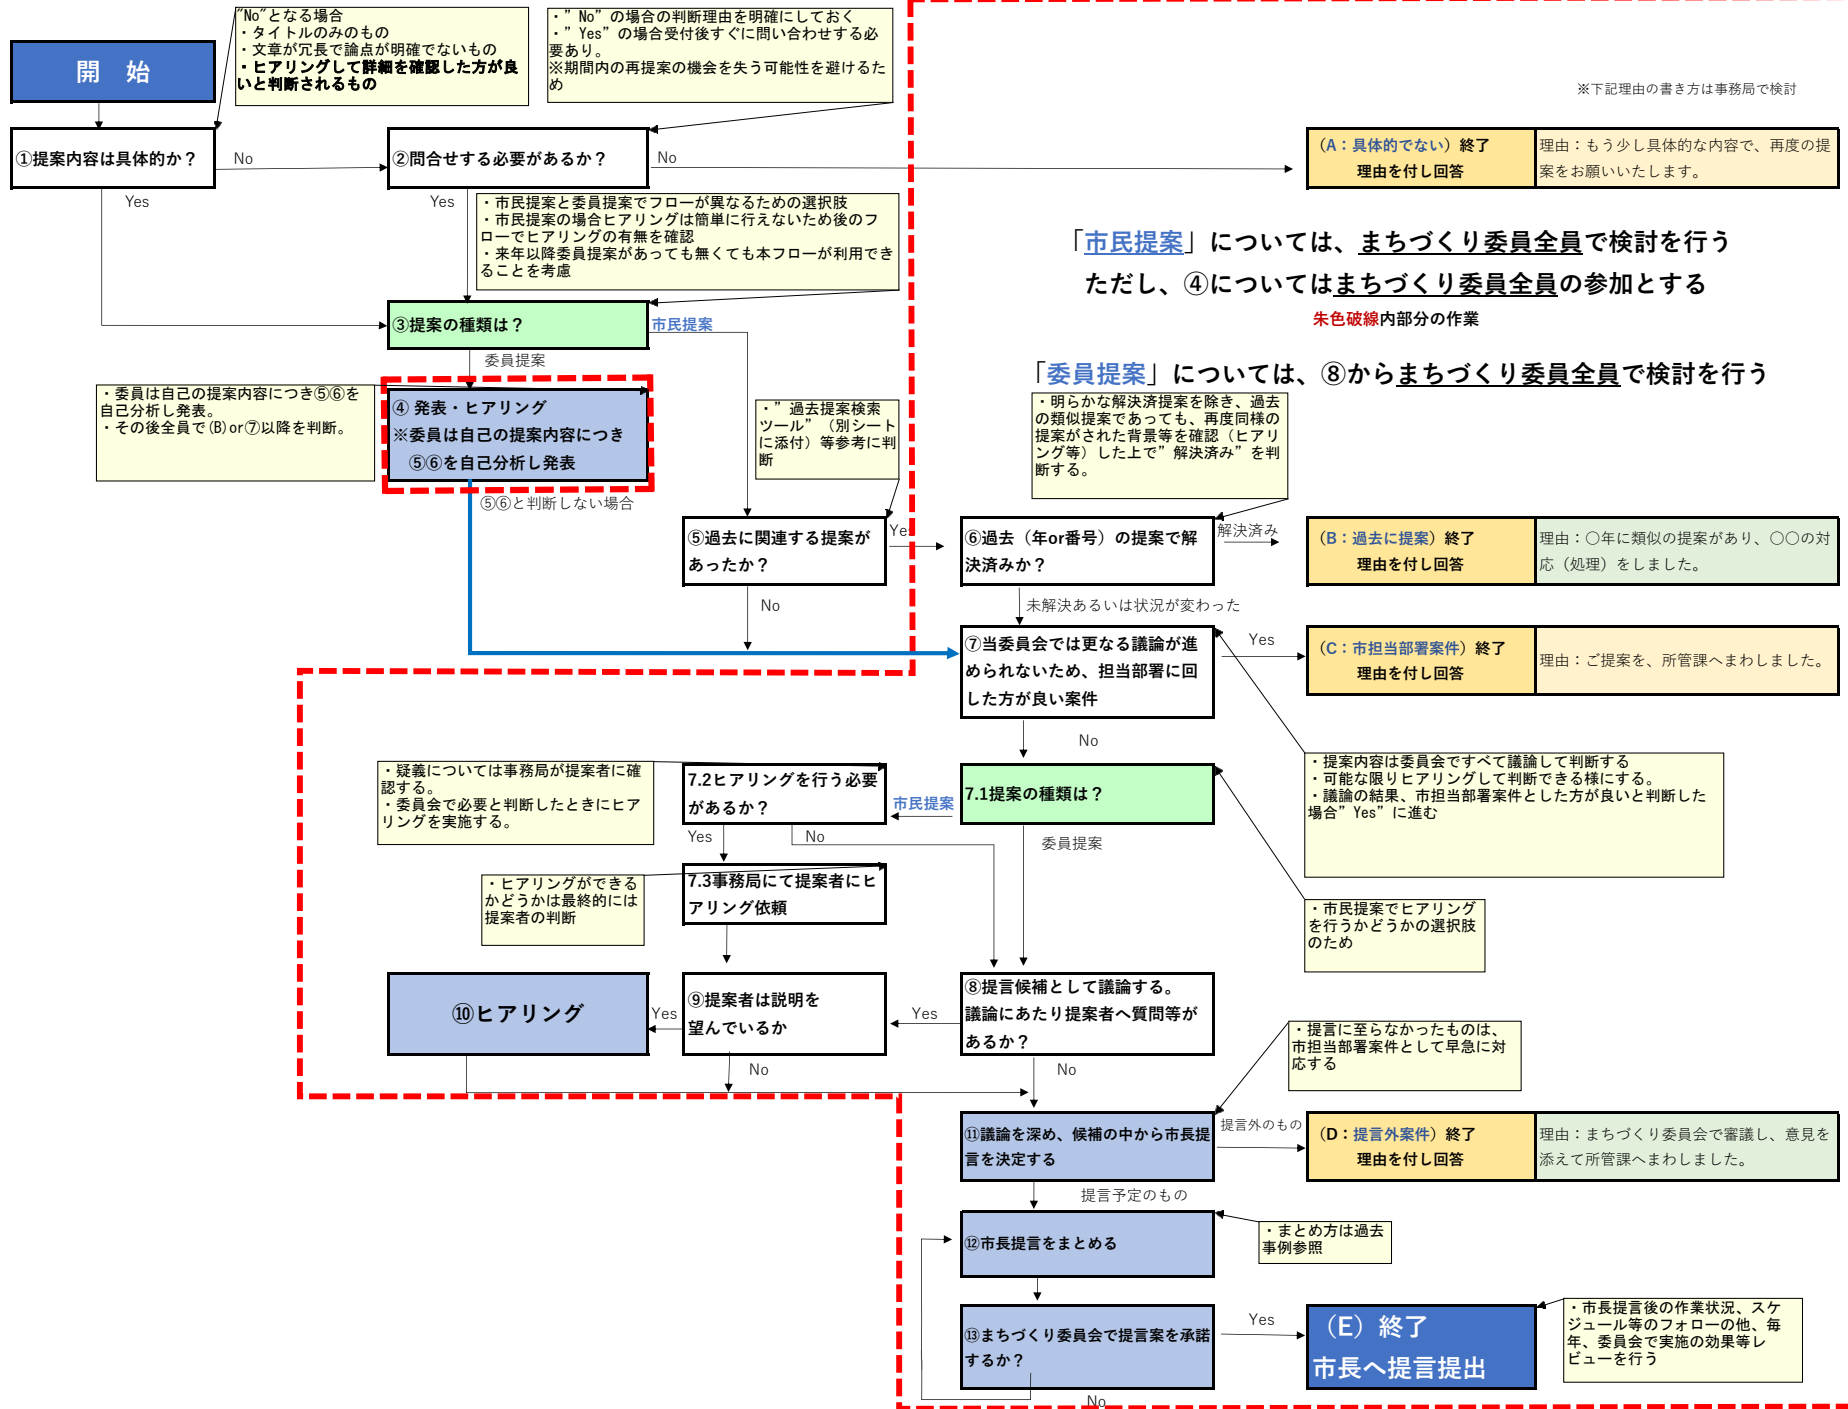 "No"となる場合
・タイトルのみのもの
・文章が冗長で論点が明確でないもの
・ヒアリングして詳細を確認した方が良
いと判断されるもの
・”No”の場合の判断理由を明確にしておく
・”Yes”の場合受付後すぐに問い合わせする必
要あり。
※期間内の再提案の機会を失う可能性を避けるた
め
開 始
※下記理由の書き方は事務局で検討
①提案内容は具体的か？
No
②問合せする必要があるか？
No
（A：具体的でない）終了
理由を付し回答
理由：もう少し具体的な内容で、再度の提
案をお願いいたします。
Yes
Yes
・市民提案と委員提案でフローが異なるための選択肢
・市民提案の場合ヒアリングは簡単に行えないため後のフ
ローでヒアリングの有無を確認
・来年以降委員提案があっても無くても本フローが利用でき
ることを考慮
「市民提案」については、まちづくり委員全員で検討を行う
ただし、④についてはまちづくり委員全員の参加とする
朱色破線内部分の作業
③提案の種類は？
市民提案
委員提案
「委員提案」については、⑧からまちづくり委員全員で検討を行う
・委員は自己の提案内容につき⑤⑥を
自己分析し発表。
・その後全員で(B)or⑦以降を判断。
④ 発表・ヒアリング
※委員は自己の提案内容につき
⑤⑥を自己分析し発表
⑤⑥と判断しない場合
・”過去提案検索
ツール”（別シート
に添付）等参考に判
断
・明らかな解決済提案を除き、過去
の類似提案であっても、再度同様の
提案がされた背景等を確認（ヒアリ
ング等）した上で”解決済み”を判
断する。
⑤過去に関連する提案が
あったか？
Yes
⑥過去（年or番号）の提案で解
決済みか？
解決済み
（B：過去に提案）終了
理由を付し回答
理由：〇年に類似の提案があり、〇〇の対
応（処理）をしました。
No
未解決あるいは状況が変わった
⑦当委員会では更なる議論が進
められないため、担当部署に回
した方が良い案件
Yes
（C：市担当部署案件）終了
理由を付し回答
理由：ご提案を、所管課へまわしました。
No
・提案内容は委員会ですべて議論して判断する
・可能な限りヒアリングして判断できる様にする。
・議論の結果、市担当部署案件とした方が良いと判断した
場合”Yes”に進む
・疑義については事務局が提案者に確
認する。
・委員会で必要と判断したときにヒア
リングを実施する。
7.2ヒアリングを行う必要
があるか？
市民提案
7.1提案の種類は？
Yes
No
委員提案
・ヒアリングができる
かどうかは最終的には
提案者の判断
7.3事務局にて提案者にヒ
アリング依頼
・市民提案でヒアリング
を行うかどうかの選択肢
のため
⑩ヒアリング
Yes
⑨提案者は説明を
望んでいるか
Yes
⑧提言候補として議論する。
議論にあたり提案者へ質問等が
あるか？
No
No
・提言に至らなかったものは、
市担当部署案件として早急に対
応する
⑪議論を深め、候補の中から市長提
言を決定する
提言外のもの
（D：提言外案件）終了
理由を付し回答
理由：まちづくり委員会で審議し、意見を
添えて所管課へまわしました。
提言予定のもの
⑫市長提言をまとめる
・まとめ方は過去
事例参照
⑬まちづくり委員会で提言案を承諾
するか？
Yes
No
（E）終了
市長へ提言提出
・市長提言後の作業状況、スケ
ジュール等のフォローの他、毎
年、委員会で実施の効果等レ
ビューを行う